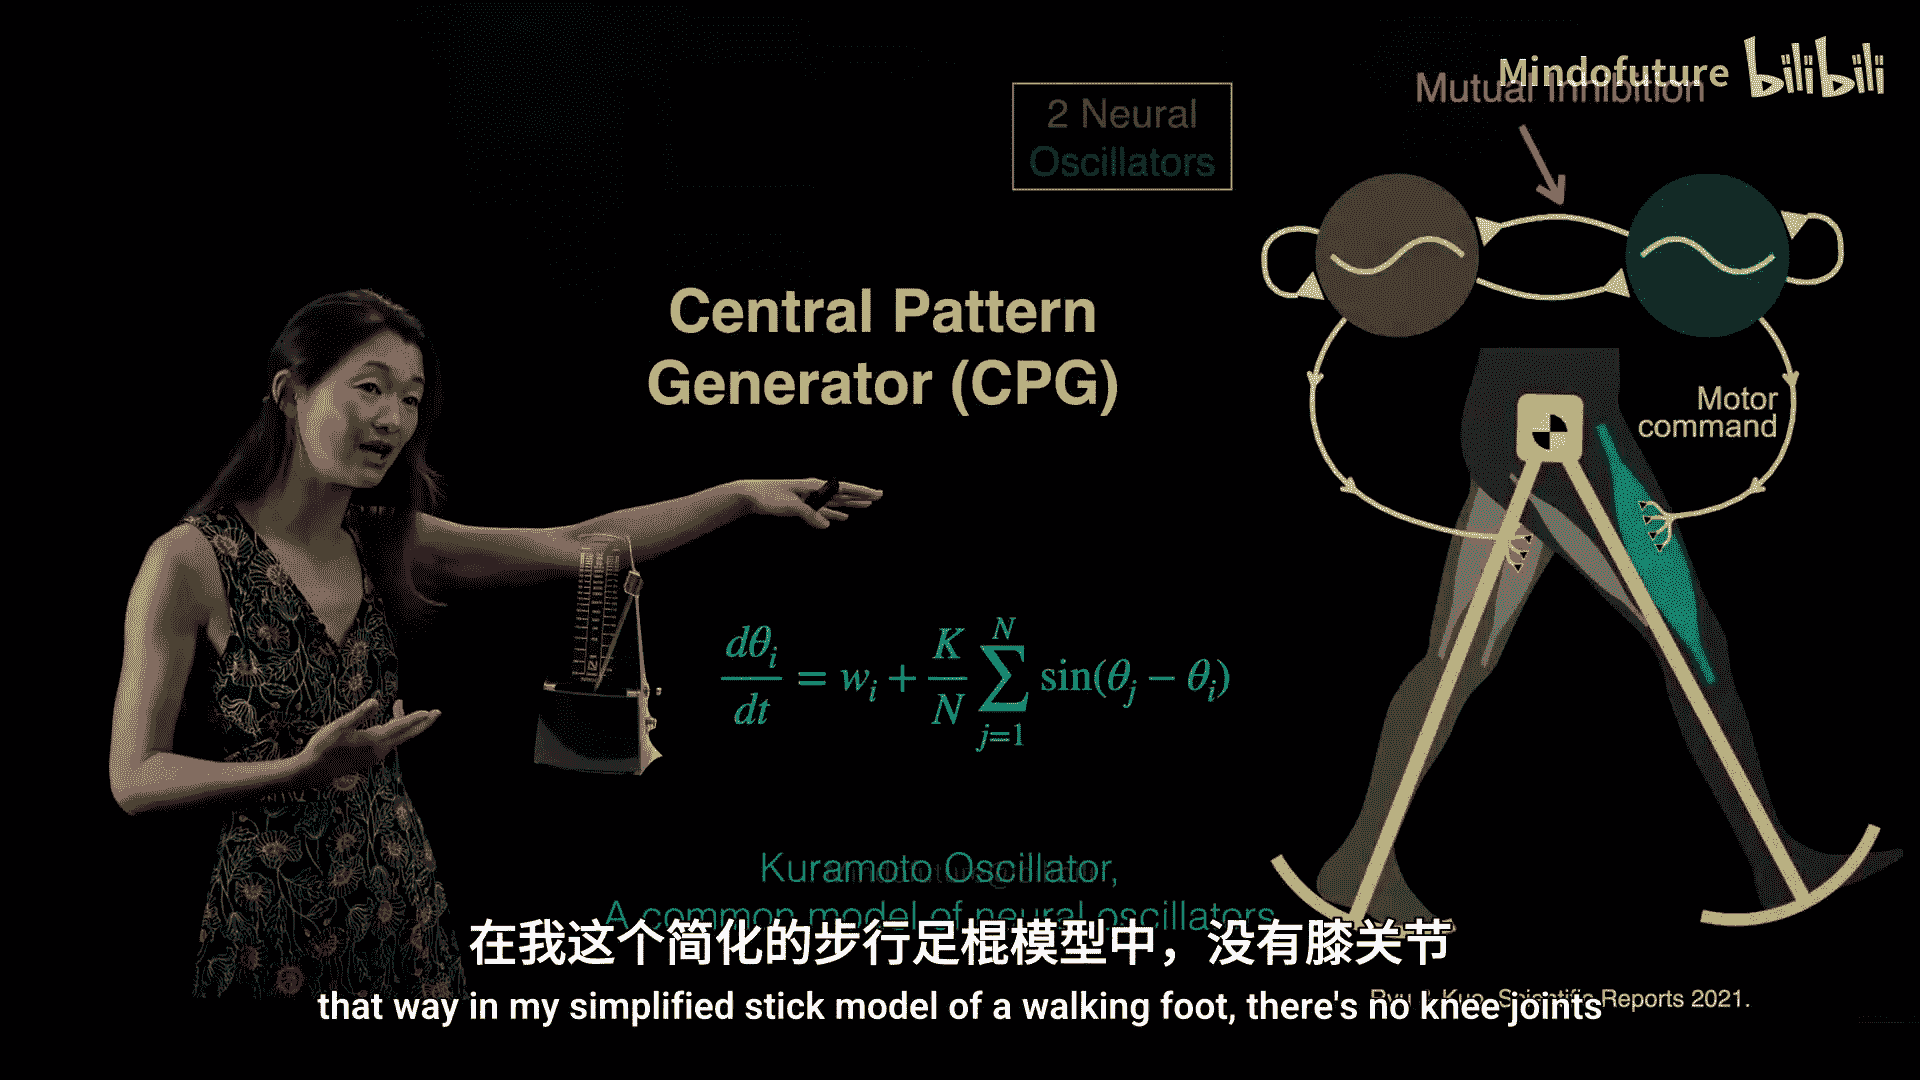 Mindofuture bilibili
Mutual Inhibition
2 Neural
Oscillators
Central Pattern
Generator (CPG)
Motor
command
dθᵢ/dt = wᵢ + K/N ∑ⱼ₌₁ᴺ sin(θⱼ − θᵢ)
Kuramoto Oscillator,
A common model of neural oscillators
在我这个简化的步行足棍模型中，没有膝关节
Ryu & Kuo, Scientific Reports 2021.
that way in my simplified stick model of a walking foot, there's no knee joints